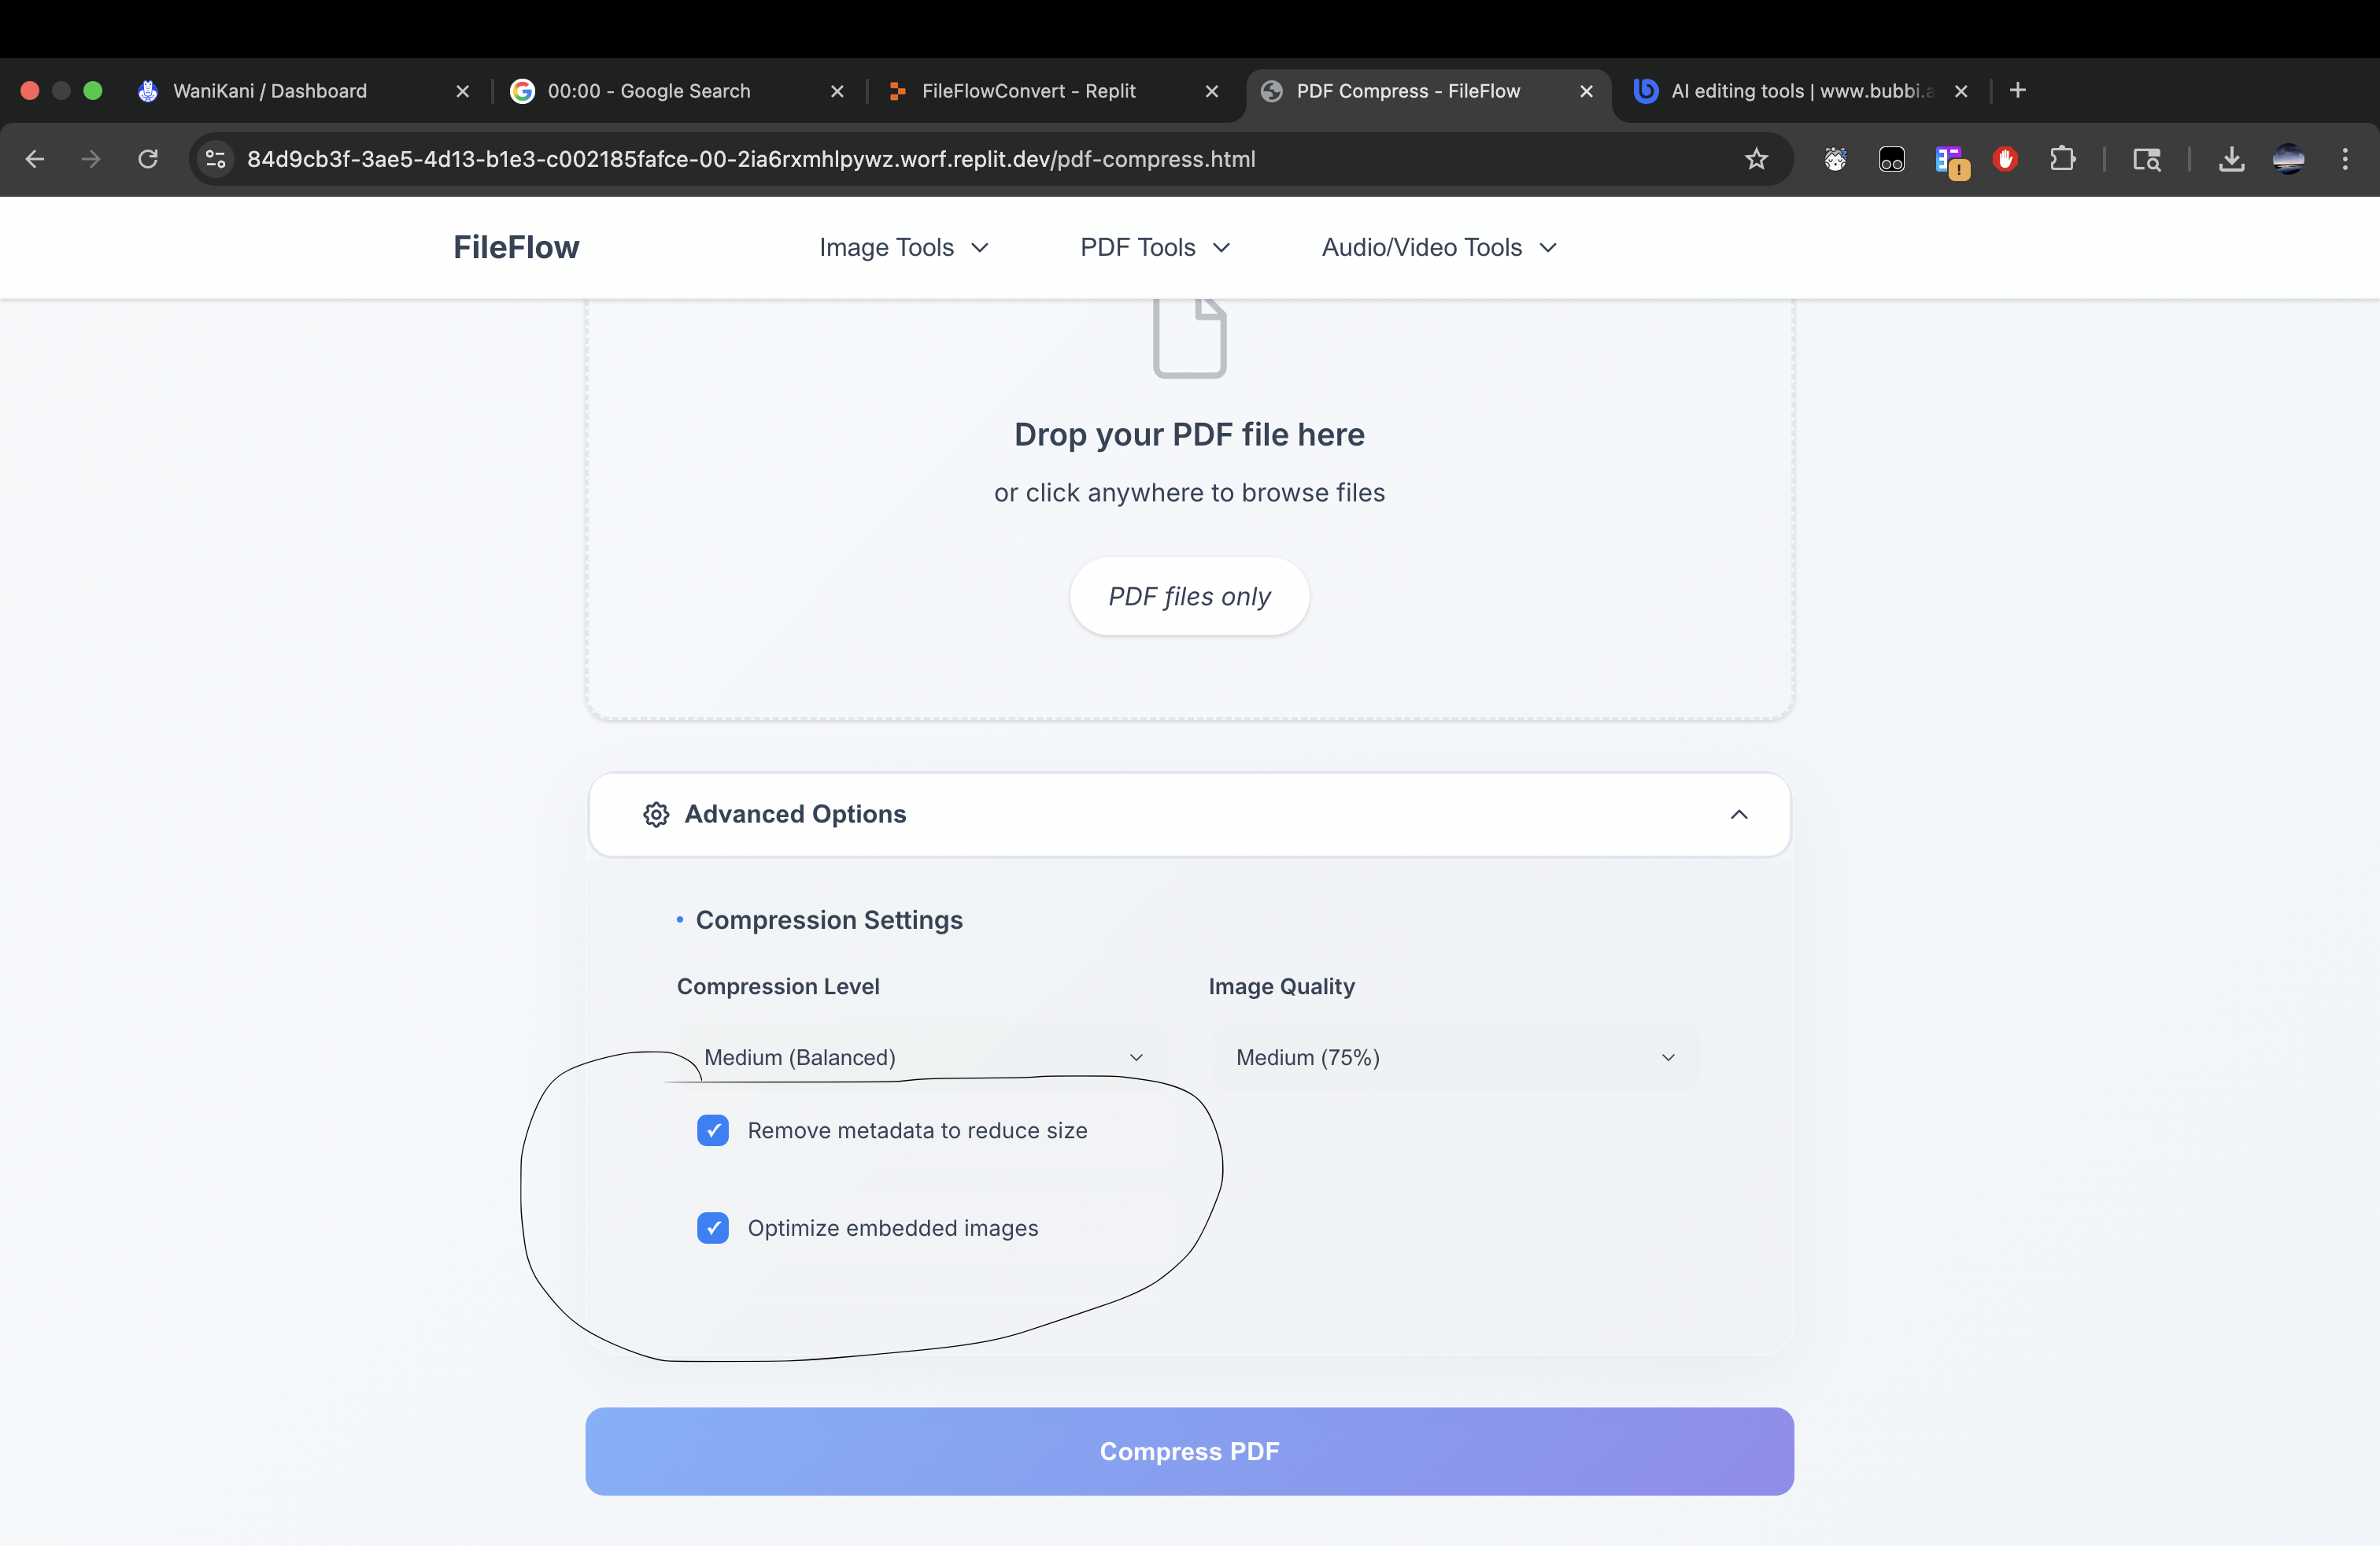 WaniKani / Dashboard
00:00 - Google Search
FileFlowConvert - Replit
PDF Compress - FileFlow
AI editing tools | www.bubbi.a
84d9cb3f-3ae5-4d13-b1e3-c002185fafce-00-2ia6rxmhlpywz.worf.replit.dev/pdf-compress.html
FileFlow
Image Tools
PDF Tools
Audio/Video Tools
Drop your PDF file here
or click anywhere to browse files
PDF files only
Advanced Options
Compression Settings
Compression Level
Image Quality
Medium (Balanced)
Medium (75%)
Remove metadata to reduce size
Optimize embedded images
Compress PDF